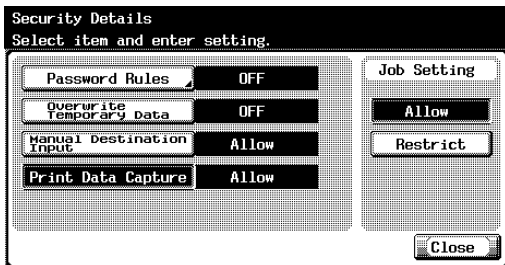 Security Details
Select item and enter setting.
Job Setting
Password Rules OFF
Overwrite
Temporary Data OFF
Allow
Manual Destination
Input Allow
Restrict
Print Data Capture Allow
Close